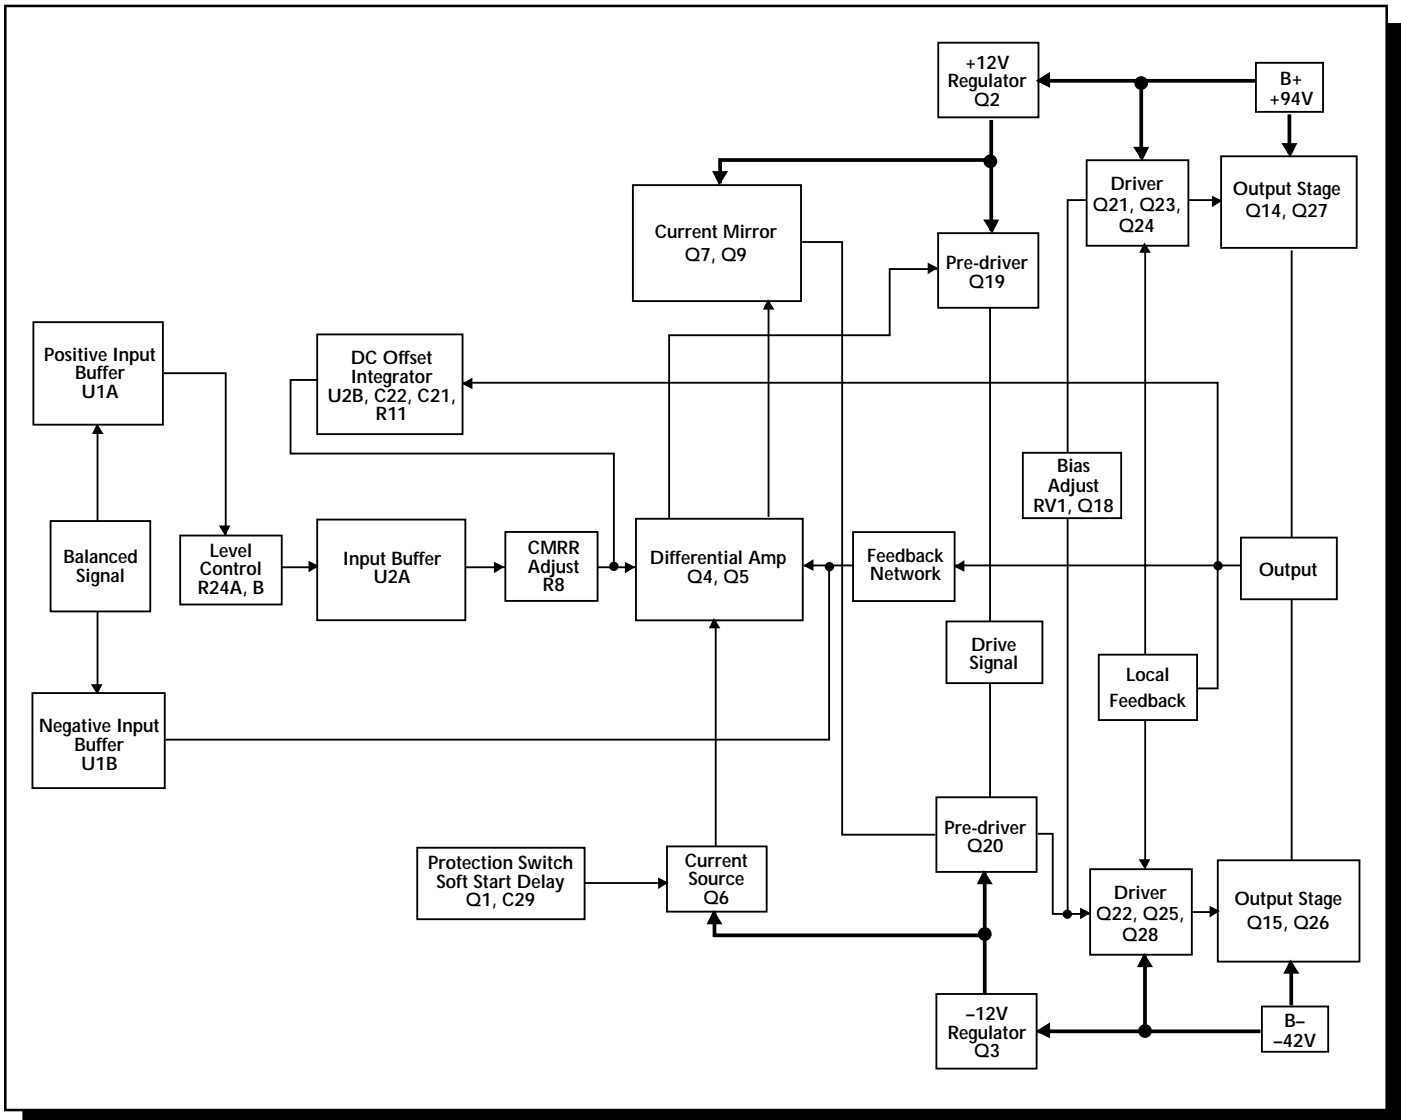 +12V
Regulator
Q2
B+
+94V
Driver
Q21, Q23,
Q24
Output Stage
Q14, Q27
Current Mirror
Q7, Q9
Pre-driver
Q19
Positive Input
Buffer
U1A
DC Offset
Integrator
U2B, C22, C21,
R11
Bias
Adjust
RV1, Q18
Balanced
Signal
Level
Control
R24A, B
Input Buffer
U2A
CMRR
Adjust
R8
Differential Amp
Q4, Q5
Feedback
Network
Output
Drive
Signal
Local
Feedback
Negative Input
Buffer
U1B
Pre-driver
Q20
Protection Switch
Soft Start Delay
Q1, C29
Current
Source
Q6
Driver
Q22, Q25,
Q28
Output Stage
Q15, Q26
–12V
Regulator
Q3
B–
–42V